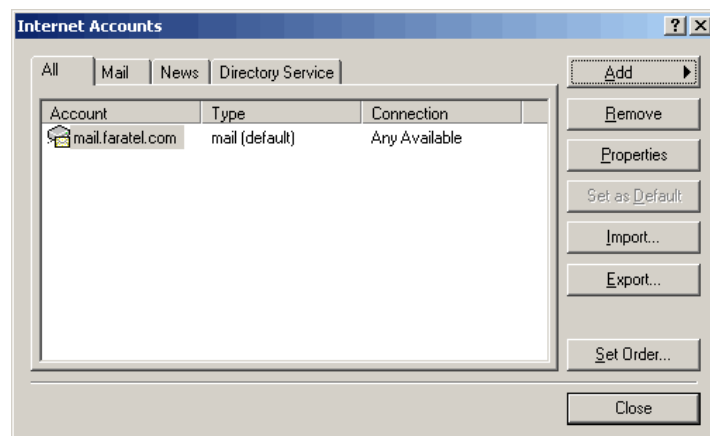 Internet Accounts
All Mail News Directory Service
Account Type Connection
mail.faratel.com mail (default) Any Available
Add
Remove
Properties
Set as Default
Import...
Export...
Set Order...
Close